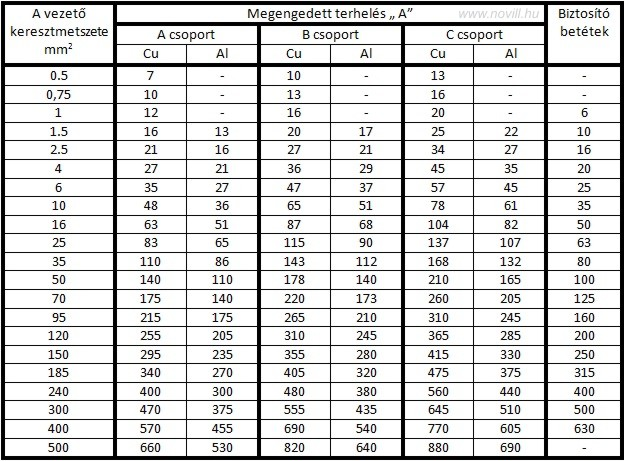 A vezető keresztmetszete mm²
Megengedett terhelés „ A”
www.novill.hu
Biztosító betétek
A csoport B csoport C csoport
Cu Al Cu Al Cu Al
0.5 7 - 10 - 13 - -
0,75 10 - 13 - 16 - -
1 12 - 16 - 20 - 6
1.5 16 13 20 17 25 22 10
2.5 21 16 27 21 34 27 16
4 27 21 36 29 45 35 20
6 35 27 47 37 57 45 25
10 48 36 65 51 78 61 35
16 63 51 87 68 104 82 50
25 83 65 115 90 137 107 63
35 110 86 143 112 168 132 80
50 140 110 178 140 210 165 100
70 175 140 220 173 260 205 125
95 215 175 265 210 310 245 160
120 255 205 310 245 365 285 200
150 295 235 355 280 415 330 250
185 340 270 405 320 475 375 315
240 400 300 480 380 560 440 400
300 470 375 555 435 645 510 500
400 570 455 690 540 770 605 630
500 660 530 820 640 880 690 -